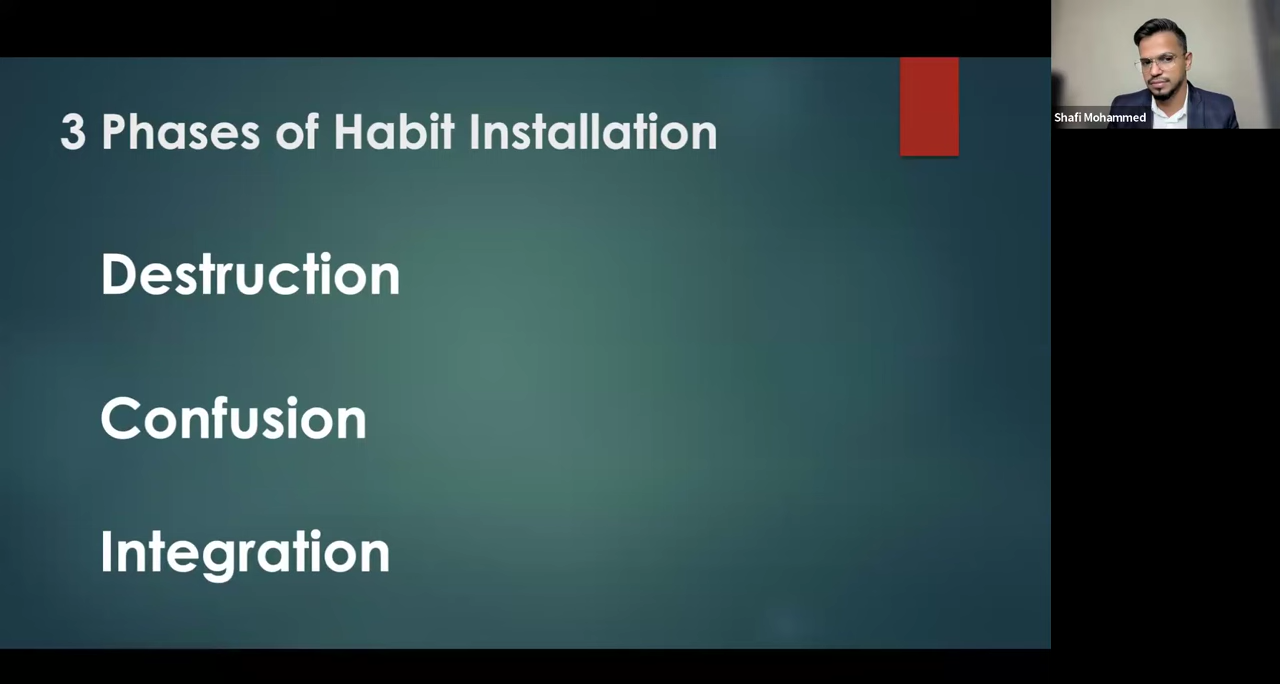 3 Phases of Habit Installation
Destruction
Confusion
Integration
Shafi Mohammed